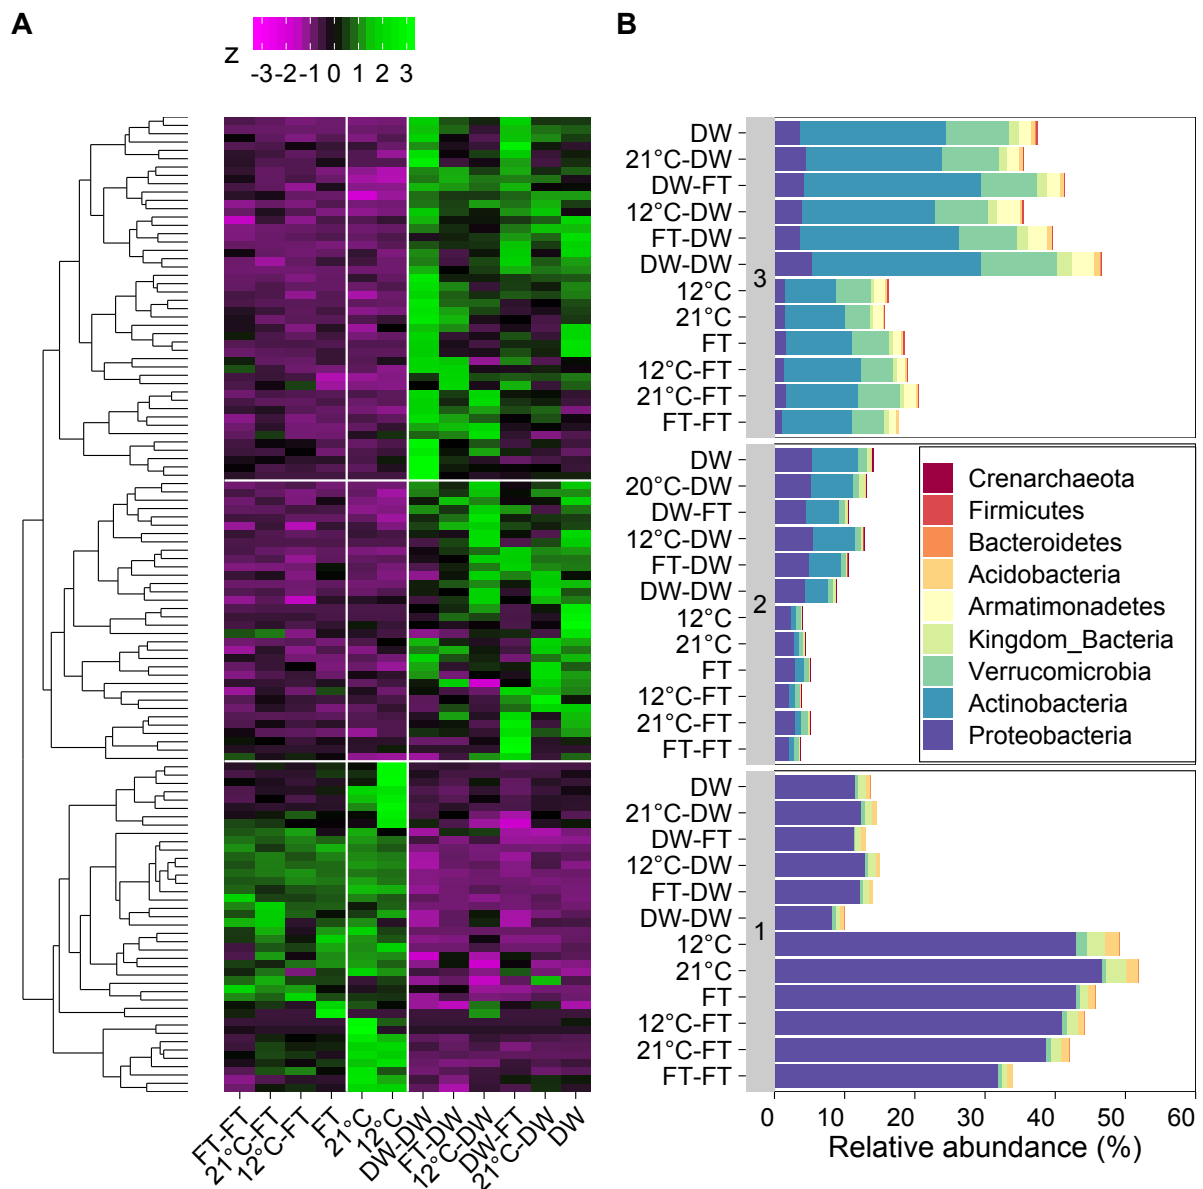 A
B
z
-3 -2 -1 0 1 2 3
3
DW
21°C-DW
DW-FT
12°C-DW
FT-DW
DW-DW
12°C
21°C
FT
12°C-FT
21°C-FT
FT-FT
2
DW
20°C-DW
DW-FT
12°C-DW
FT-DW
DW-DW
12°C
21°C
FT
12°C-FT
21°C-FT
FT-FT
Crenarchaeota
Firmicutes
Bacteroidetes
Acidobacteria
Armatimonadetes
Kingdom_Bacteria
Verrucomicrobia
Actinobacteria
Proteobacteria
1
DW
21°C-DW
DW-FT
12°C-DW
FT-DW
DW-DW
12°C
21°C
FT
12°C-FT
21°C-FT
FT-FT
0 10 20 30 40 50 60
Relative abundance (%)
FT-FT
21°C-FT
12°C-FT
FT
21°C
12°C
DW-DW
FT-DW
12°C-DW
DW-FT
21°C-DW
DW